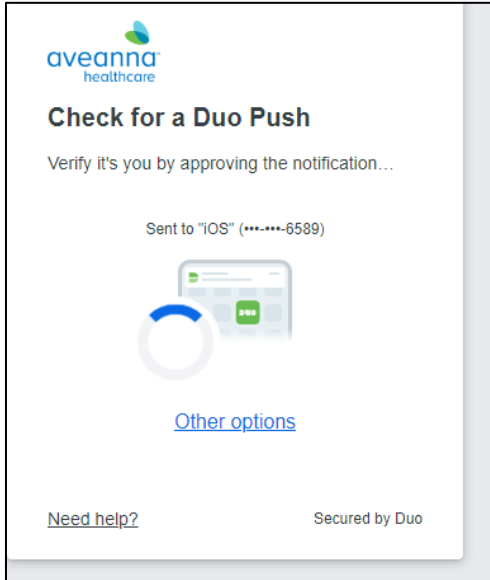 aveanna
healthcare
Check for a Duo Push
Verify it's you by approving the notification...
Sent to "iOS" (•••-•••-6589)
DUO
Other options
Need help?
Secured by Duo